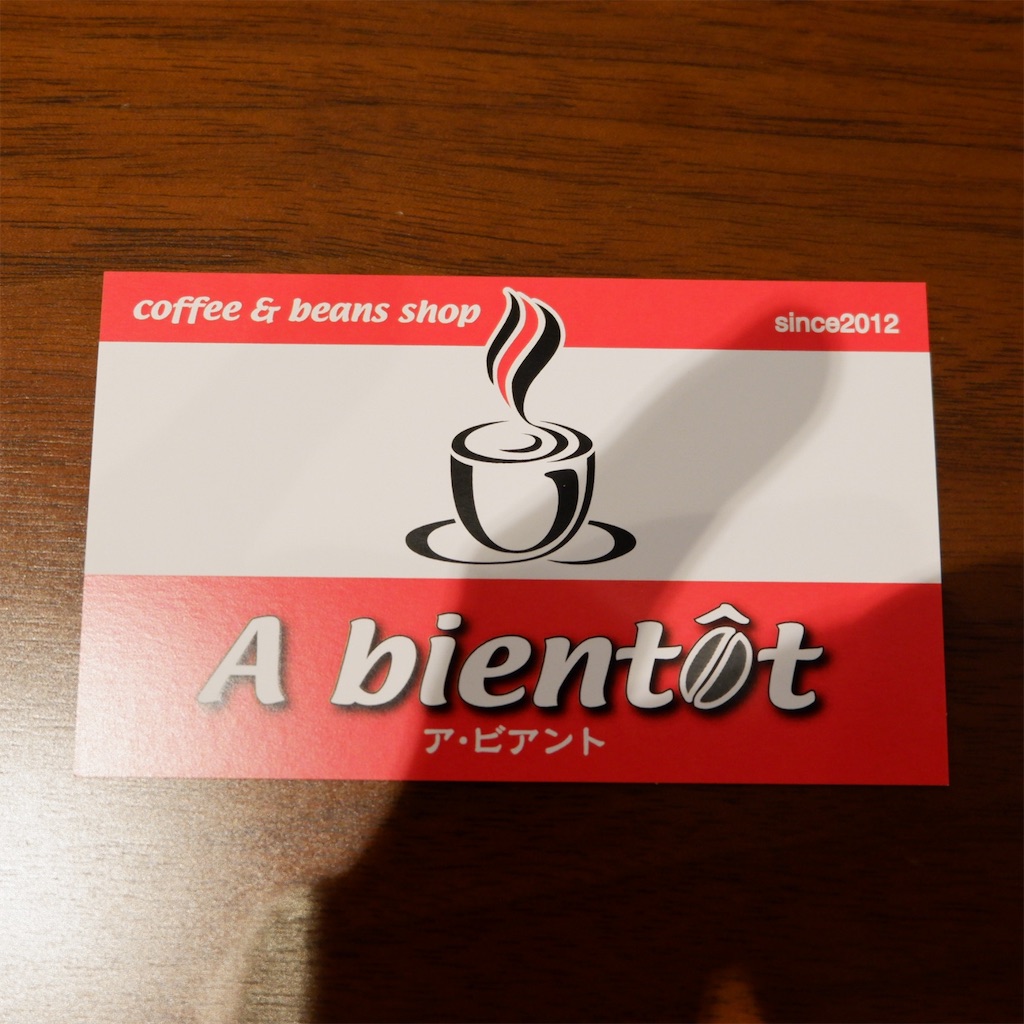 coffee & beans shop
since2012
A bientôt
ア・ビアント